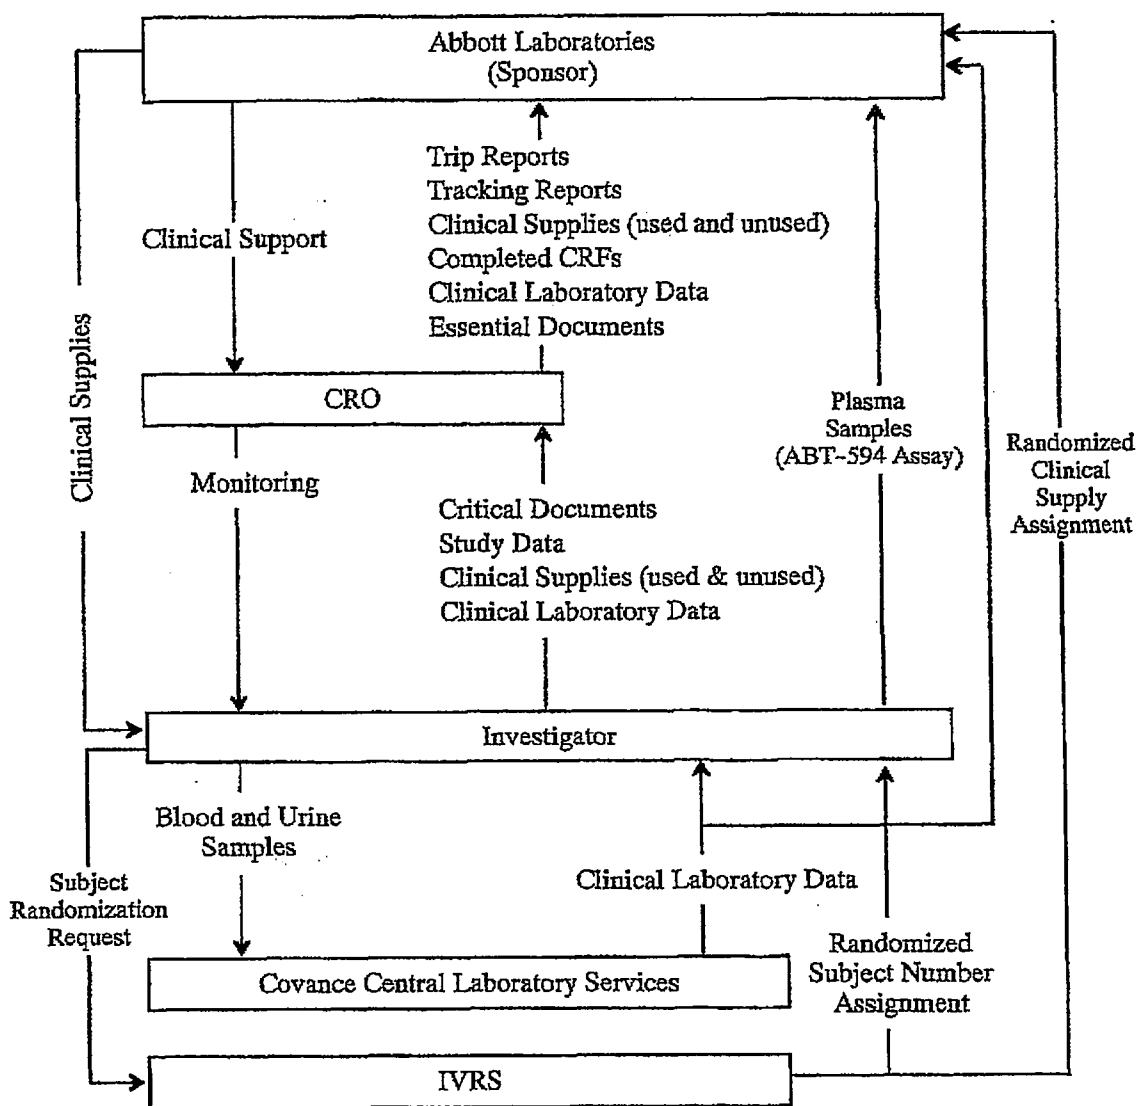 Abbott Laboratories
(Sponsor)
Trip Reports
Tracking Reports
Clinical Supplies (used and unused)
Completed CRFs
Clinical Laboratory Data
Essential Documents
Clinical Support
Clinical Supplies
CRO
Plasma
Samples
(ABT-594 Assay)
Randomized
Clinical
Supply
Assignment
Monitoring
Critical Documents
Study Data
Clinical Supplies (used & unused)
Clinical Laboratory Data
Investigator
Blood and Urine
Samples
Subject
Randomization
Request
Clinical Laboratory Data
Randomized
Subject Number
Assignment
Covance Central Laboratory Services
IVRS